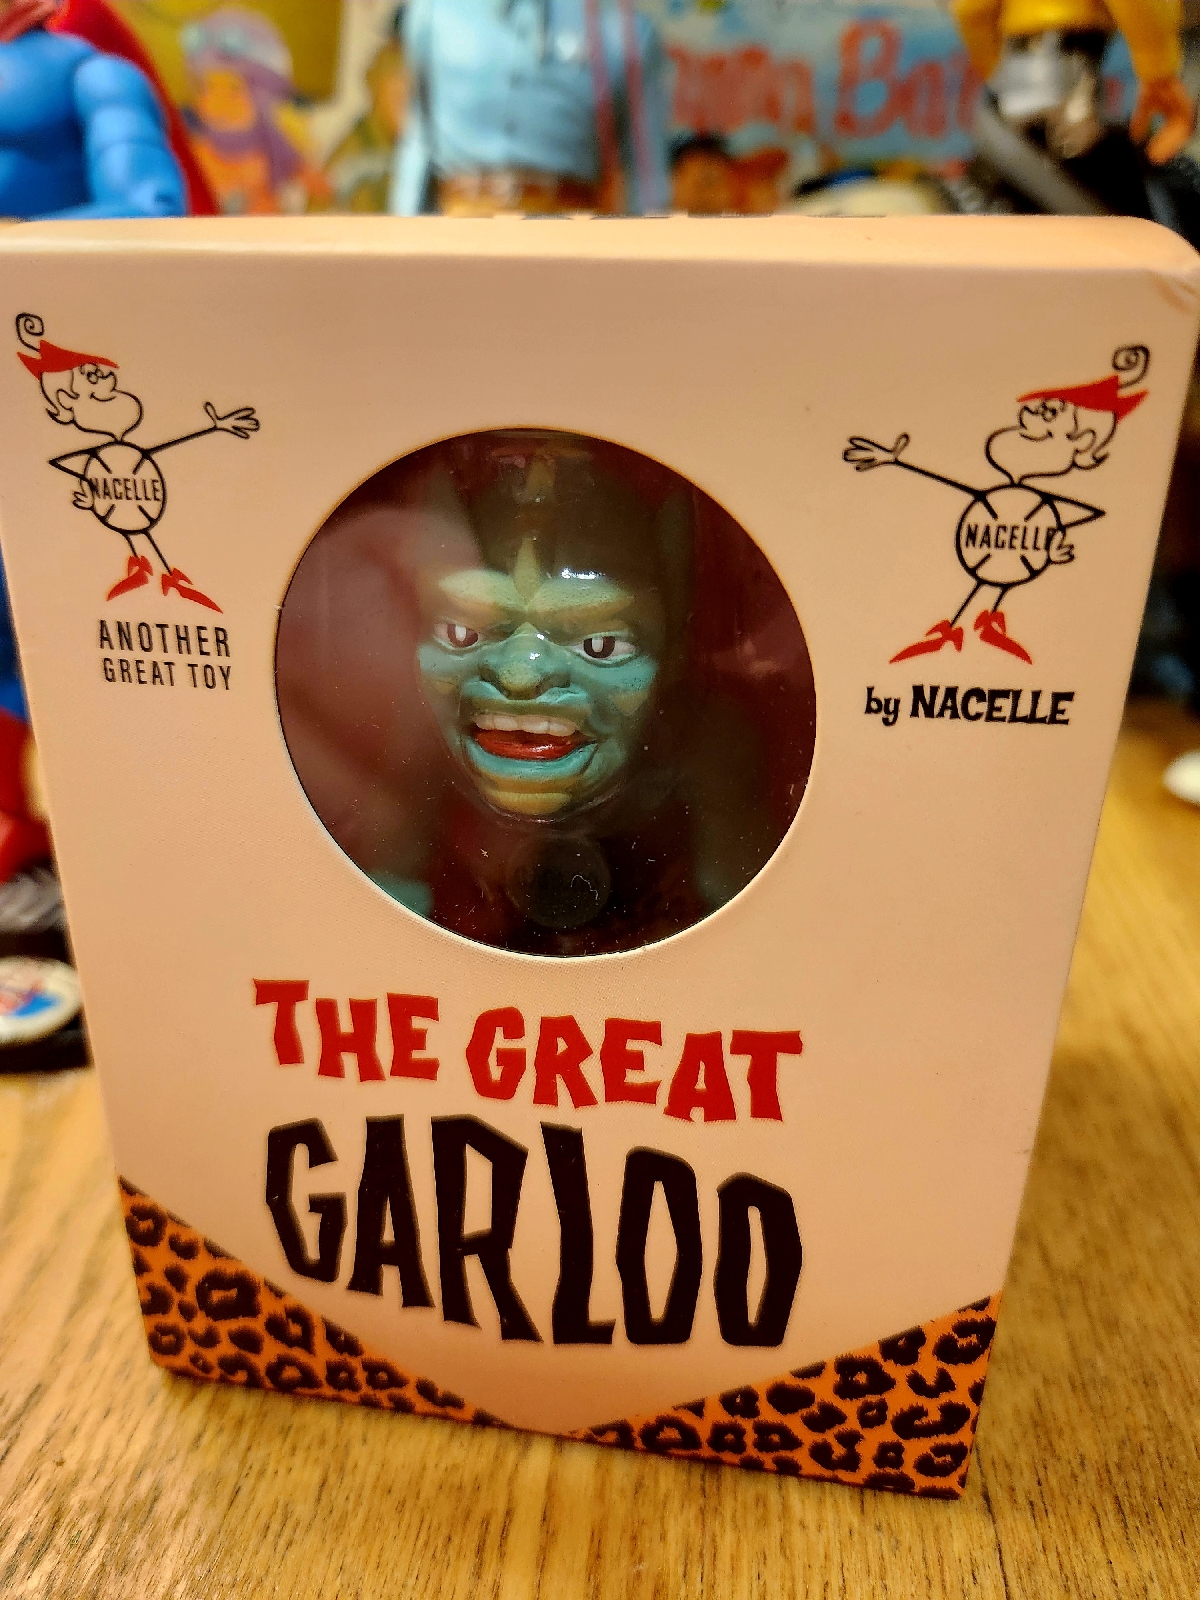 NACELLE
ANOTHER
GREAT TOY
NACELLE
by NACELLE
THE GREAT
GARLOO